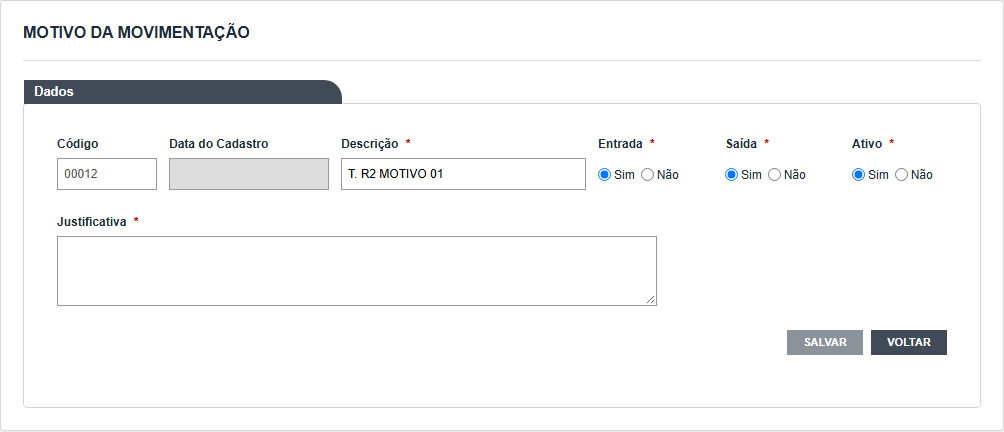 MOTIVO DA MOVIMENTAÇÃO
Dados
Código Data do Cadastro Descrição * Entrada * Saída * Ativo *
00012 T. R2 MOTIVO 01 Sim Não Sim Não Sim Não
Justificativa *
SALVAR VOLTAR